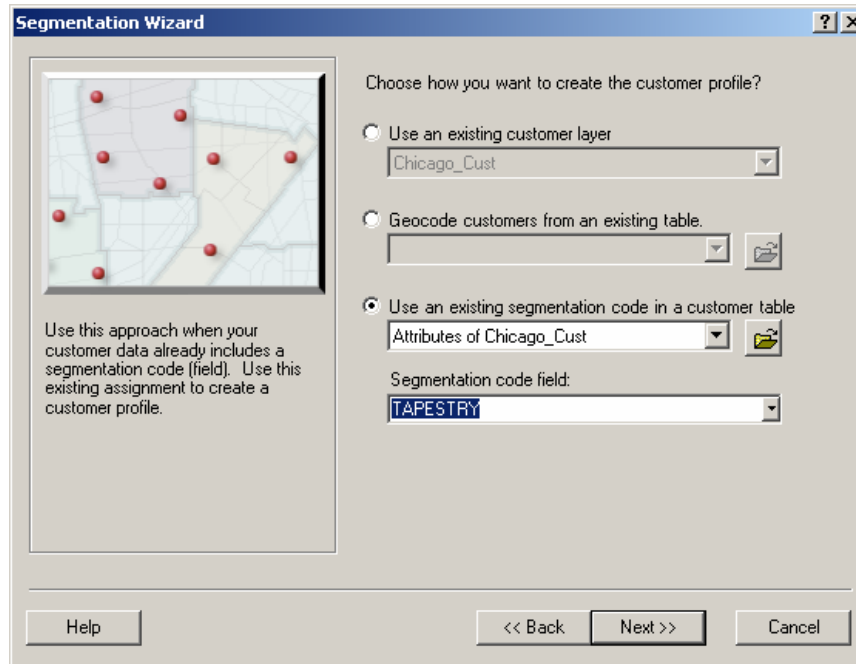 Segmentation Wizard
Choose how you want to create the customer profile?
Use an existing customer layer
Chicago_Cust
Geocode customers from an existing table.
Use an existing segmentation code in a customer table
Attributes of Chicago_Cust
Segmentation code field:
TAPESTRY
Use this approach when your
customer data already includes a
segmentation code (field). Use this
existing assignment to create a
customer profile.
Help
<< Back
Next >>
Cancel